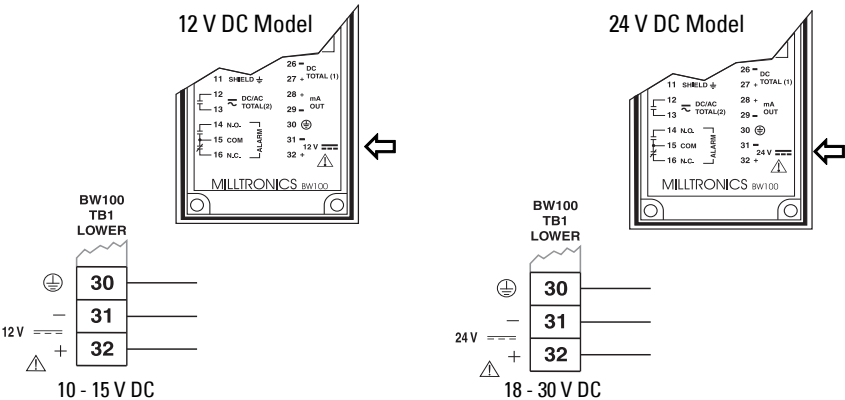 12 V DC Model
26 –
DC
TOTAL (1)
11 SHIELD
27 +
12
DC/AC
TOTAL(2)
28 +
mA
OUT
13
29 –
14 N.O.
30
15 COM
ALARM
31 –
12 V
16 N.C.
32 +
MILLTRONICS BW100
BW100
TB1
LOWER
30
– 31
12 V
+ 32
10 - 15 V DC
24 V DC Model
26 –
DC
TOTAL (1)
11 SHIELD
27 +
12
DC/AC
TOTAL(2)
28 +
mA
OUT
13
29 –
14 N.O.
30
15 COM
ALARM
31 –
24 V
16 N.C.
32 +
MILLTRONICS BW100
BW100
TB1
LOWER
30
– 31
24 V
+ 32
18 - 30 V DC